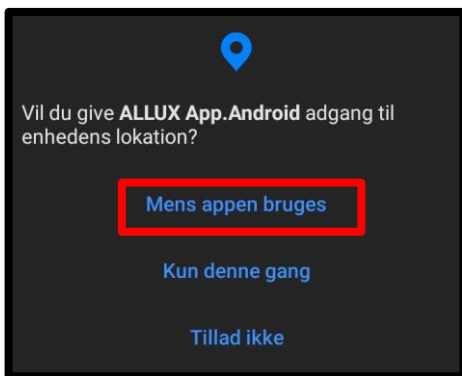 Vil du give ALLUX App.Android adgang til
enhedens lokation?
Mens appen bruges
Kun denne gang
Tillad ikke